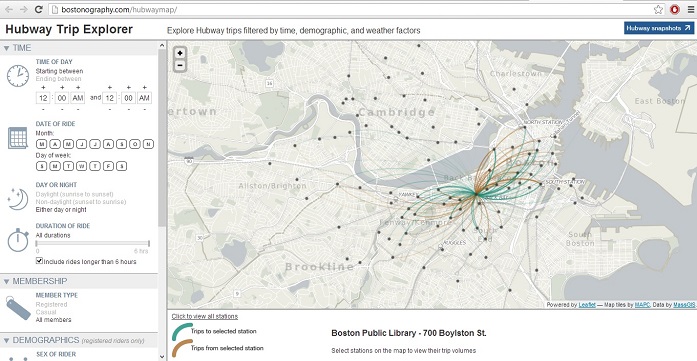 bostonography.com/hubwaymap/
Hubway Trip Explorer
Explore Hubway trips filtered by time, demographic, and weather factors
Hubway snapshots
TIME
TIME OF DAY
Starting between
Ending between
+ + + +
12 : 00 AM and 12 : 00 AM
- - - -
DATE OF RIDE
Month:
M A M J J A S O N
Day of week:
S M T W T F S
DAY OR NIGHT
Daylight (sunrise to sunset)
Non-daylight (sunset to sunrise)
Either day or night
DURATION OF RIDE
All durations
0 6 hrs
Include rides longer than 6 hours
MEMBERSHIP
MEMBER TYPE
Registered
Casual
All members
DEMOGRAPHICS (registered riders only)
SEX OF RIDER
+
-
Charlestown
Cambridge
East Boston
NORTH STATION
Allston/Brighton
YAWKEY
SOUTH STATION
Fenway/Kenmore
RUGGLES
South
Boston
Brookline
Powered by Leaflet — Map tiles by MAPC, Data by MassGIS.
Click to view all stations
Trips to selected station
Trips from selected station
Boston Public Library - 700 Boylston St.
Select stations on the map to view their trip volumes